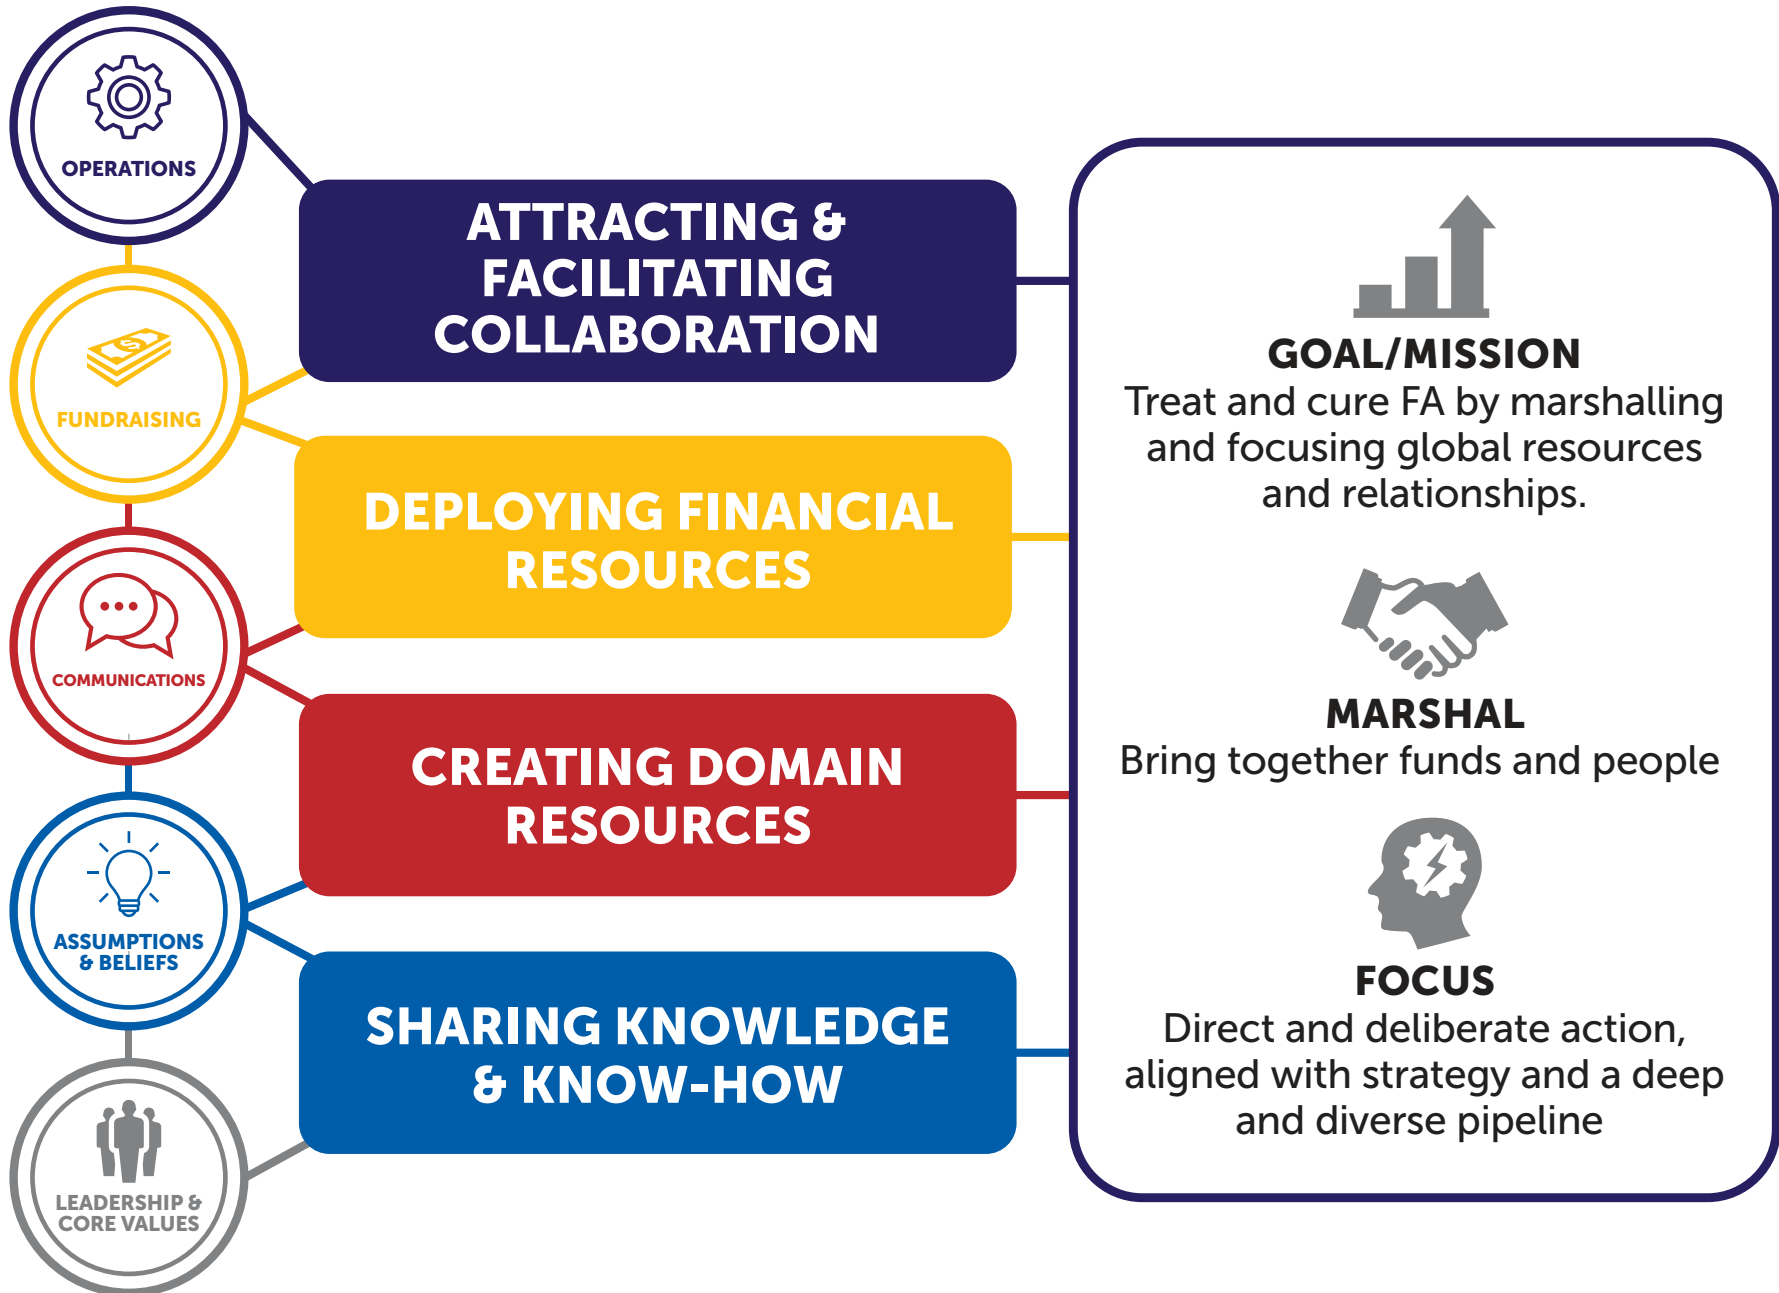 OPERATIONS
FUNDRAISING
COMMUNICATIONS
ASSUMPTIONS
& BELIEFS
LEADERSHIP &
CORE VALUES
ATTRACTING &
FACILITATING
COLLABORATION
DEPLOYING FINANCIAL
RESOURCES
CREATING DOMAIN
RESOURCES
SHARING KNOWLEDGE
& KNOW-HOW
GOAL/MISSION
Treat and cure FA by marshalling
and focusing global resources
and relationships.
MARSHAL
Bring together funds and people
FOCUS
Direct and deliberate action,
aligned with strategy and a deep
and diverse pipeline